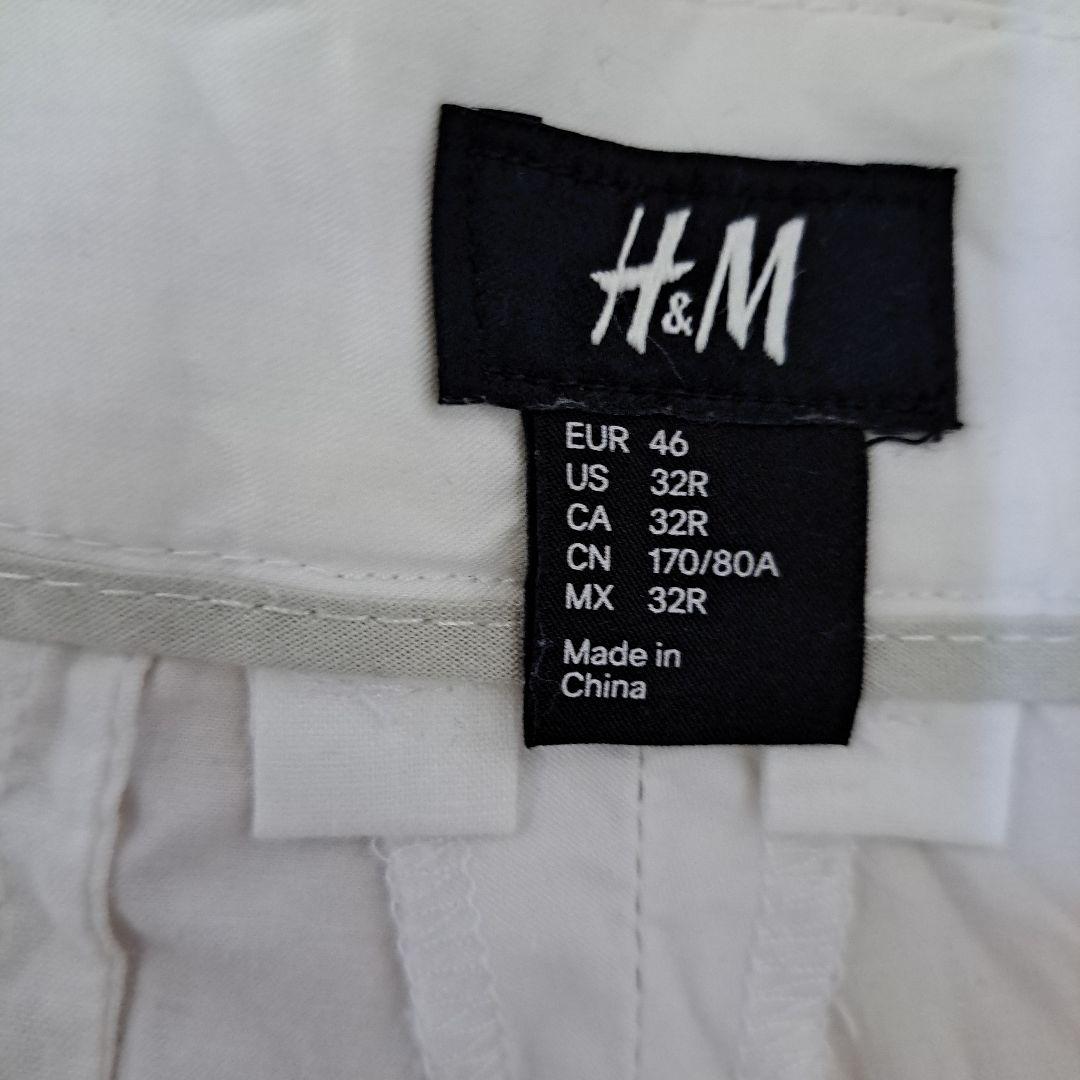 H&M
EUR 46
US 32R
CA 32R
CN 170/80A
MX 32R
Made in
China